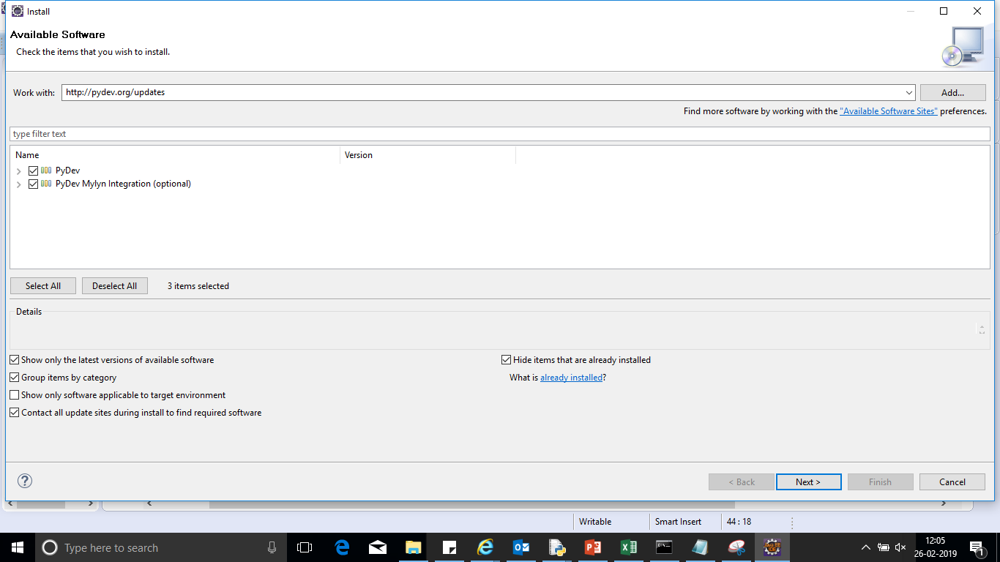 Install
Available Software
Check the items that you wish to install.
Work with: http://pydev.org/updates Add...
Find more software by working with the "Available Software Sites" preferences.
type filter text
Name Version
PyDev
PyDev Mylyn Integration (optional)
Select All Deselect All 3 items selected
Details
Show only the latest versions of available software Hide items that are already installed
Group items by category What is already installed?
Show only software applicable to target environment
Contact all update sites during install to find required software
? < Back Next > Finish Cancel
Writable Smart Insert 44 : 18
Type here to search 12:05
26-02-2019 1